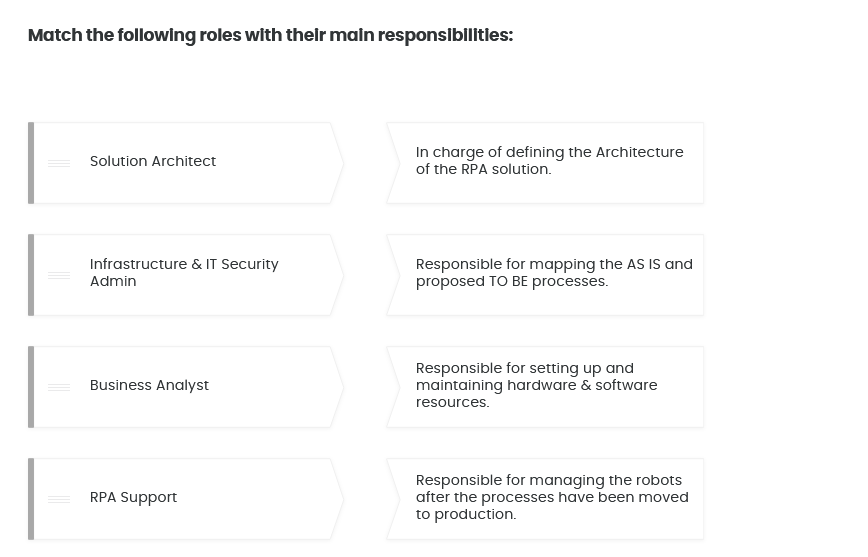 Match the following roles with their main responsibilities:
Solution Architect
In charge of defining the Architecture
of the RPA solution.
Infrastructure & IT Security
Admin
Responsible for mapping the AS IS and
proposed TO BE processes.
Business Analyst
Responsible for setting up and
maintaining hardware & software
resources.
RPA Support
Responsible for managing the robots
after the processes have been moved
to production.